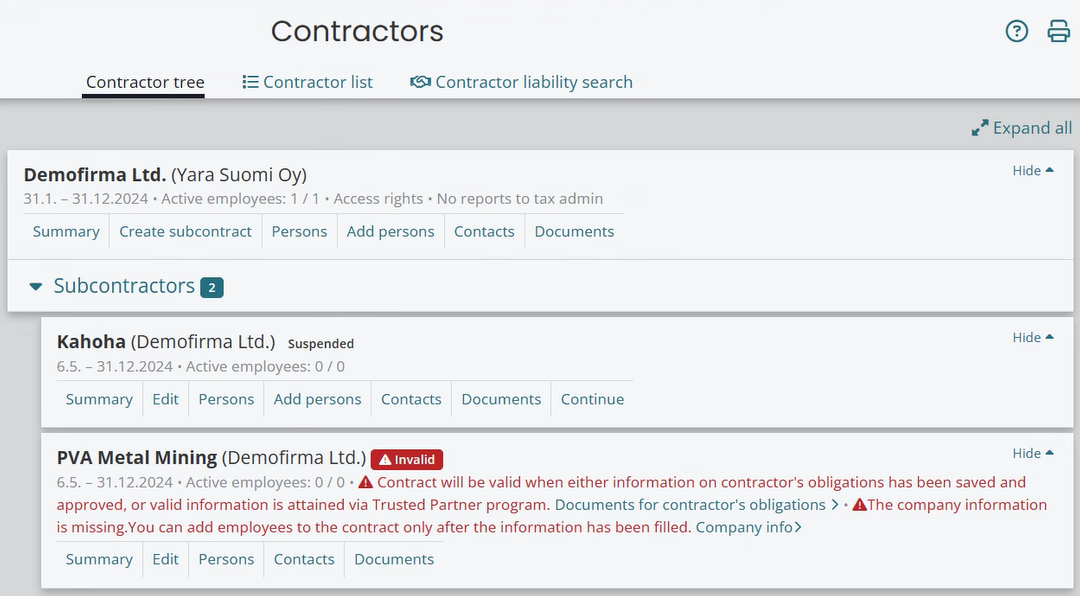 Contractors
Contractor tree
Contractor list
Contractor liability search
Expand all
Demofirma Ltd. (Yara Suomi Oy)
Hide
31.1. – 31.12.2024 • Active employees: 1 / 1 • Access rights • No reports to tax admin
Summary Create subcontract Persons Add persons Contacts Documents
Subcontractors 2
Kahoha (Demofirma Ltd.) Suspended
Hide
6.5. – 31.12.2024 • Active employees: 0 / 0
Summary Edit Persons Add persons Contacts Documents Continue
PVA Metal Mining (Demofirma Ltd.) Invalid
Hide
6.5. – 31.12.2024 • Active employees: 0 / 0 • Contract will be valid when either information on contractor's obligations has been saved and
approved, or valid information is attained via Trusted Partner program. Documents for contractor's obligations > • The company information
is missing.You can add employees to the contract only after the information has been filled. Company info>
Summary Edit Persons Contacts Documents